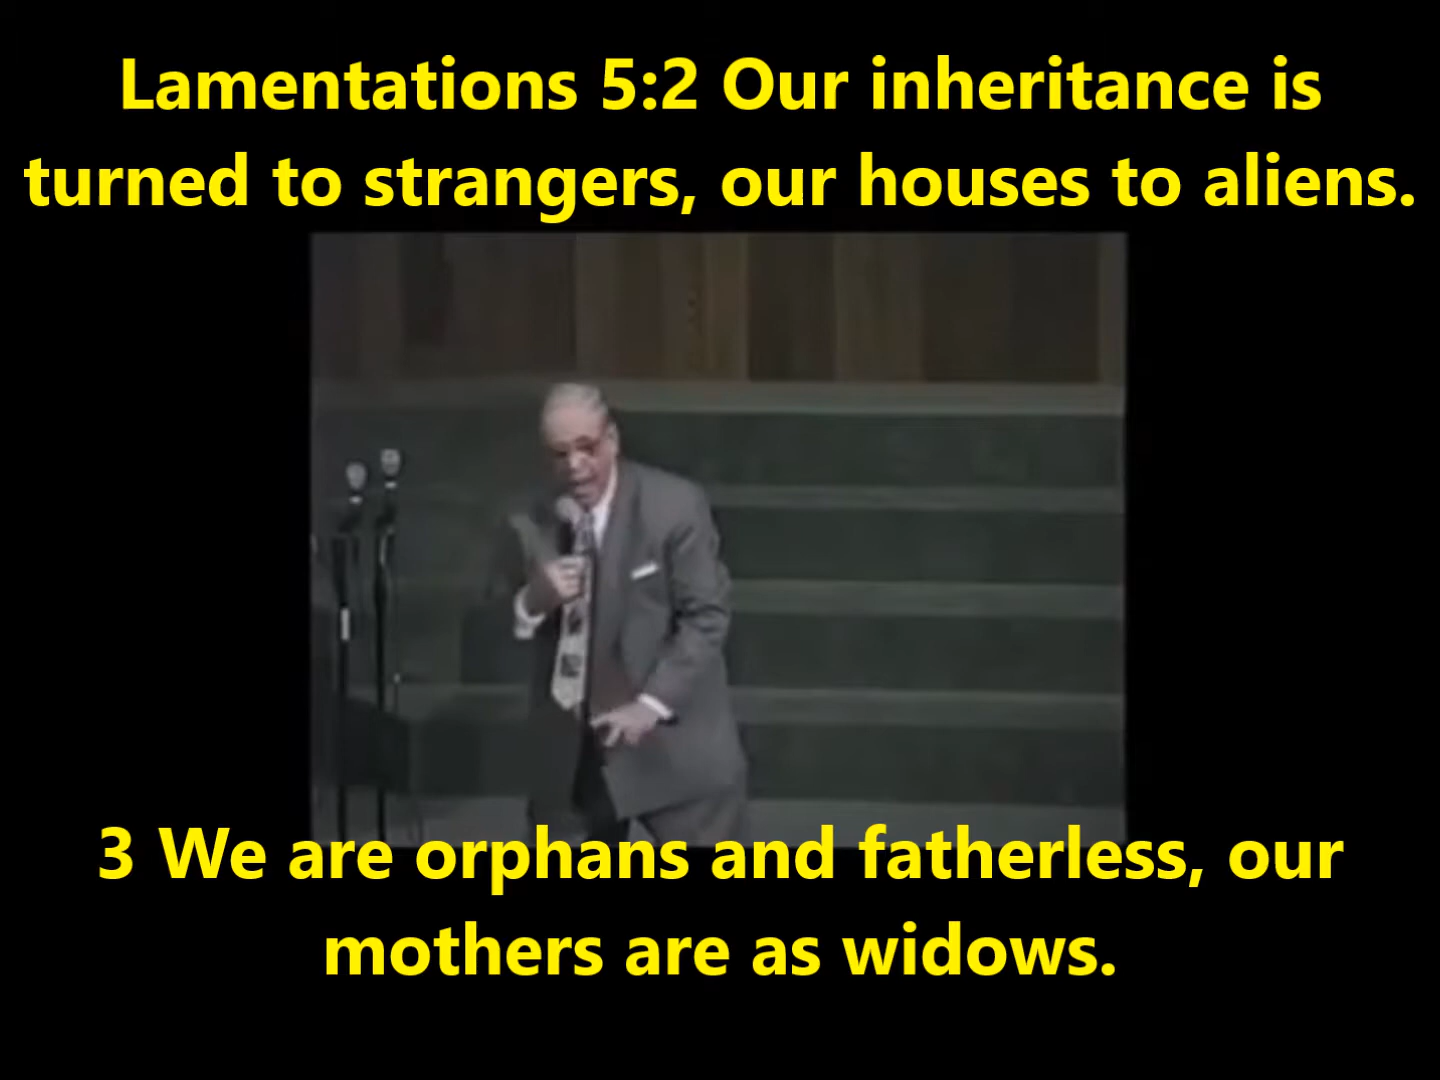 Lamentations 5:2 Our inheritance is
turned to strangers, our houses to aliens.
3 We are orphans and fatherless, our
mothers are as widows.